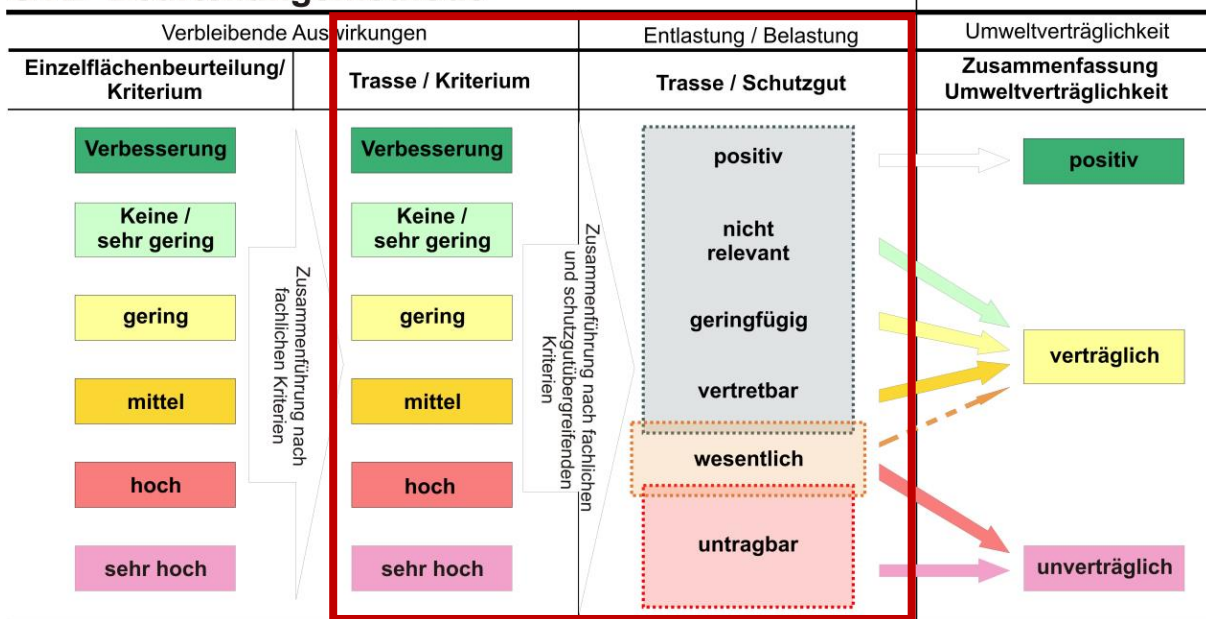 Verbleibende Auswirkungen
Entlastung / Belastung
Umweltverträglichkeit
Einzelflächenbeurteilung/
Kriterium
Trasse / Kriterium
Trasse / Schutzgut
Zusammenfassung
Umweltverträglichkeit
Verbesserung
Keine /
sehr gering
gering
mittel
hoch
sehr hoch
Zusammenführung nach
fachlichen Kriterien
Verbesserung
Keine /
sehr gering
gering
mittel
hoch
sehr hoch
Zusammenführung nach fachlichen
und schutzgutübergreifenden
Kriterien
positiv
nicht
relevant
geringfügig
vertretbar
wesentlich
untragbar
positiv
verträglich
unverträglich